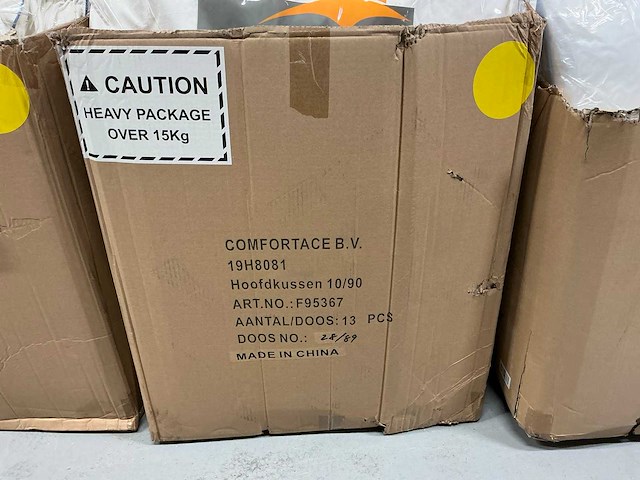 CAUTION
HEAVY PACKAGE
OVER 15Kg
COMFORTACE B.V.
19H8081
Hoofdkussen 10/90
ART.NO.:F95367
AANTAL/DOOS: 13 PCS
DOOS NO.: 28/89
MADE IN CHINA